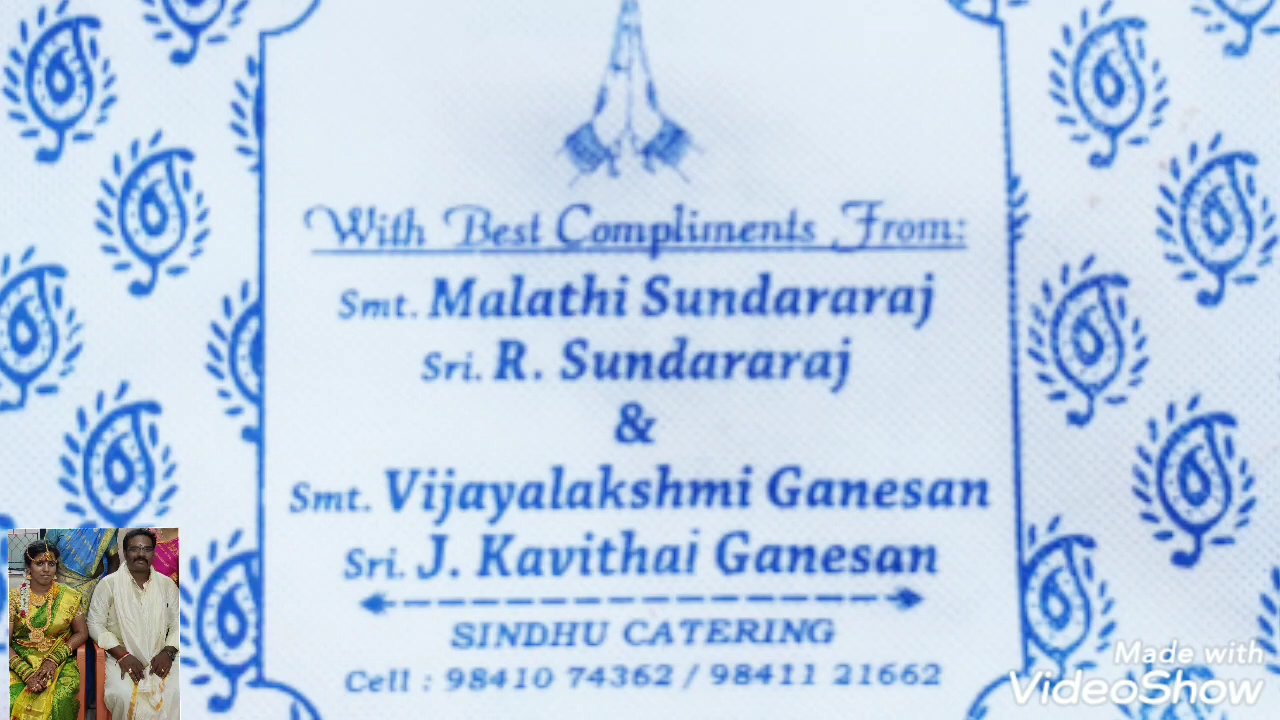 With Best Compliments From:
Smt. Malathi Sundararaj
Sri. R. Sundararaj
&
Smt. Vijayalakshmi Ganesan
Sri. J. Kavithai Ganesan
SINDHU CATERING
Cell : 98410 74362 / 98411 21662
Made with
VideoShow